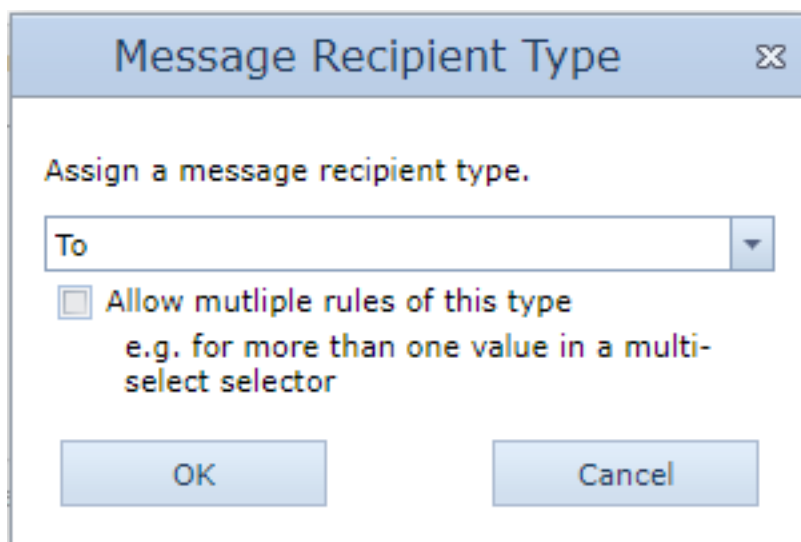 Message Recipient Type
Assign a message recipient type.
To
Allow mutliple rules of this type
e.g. for more than one value in a multi-
select selector
OK
Cancel